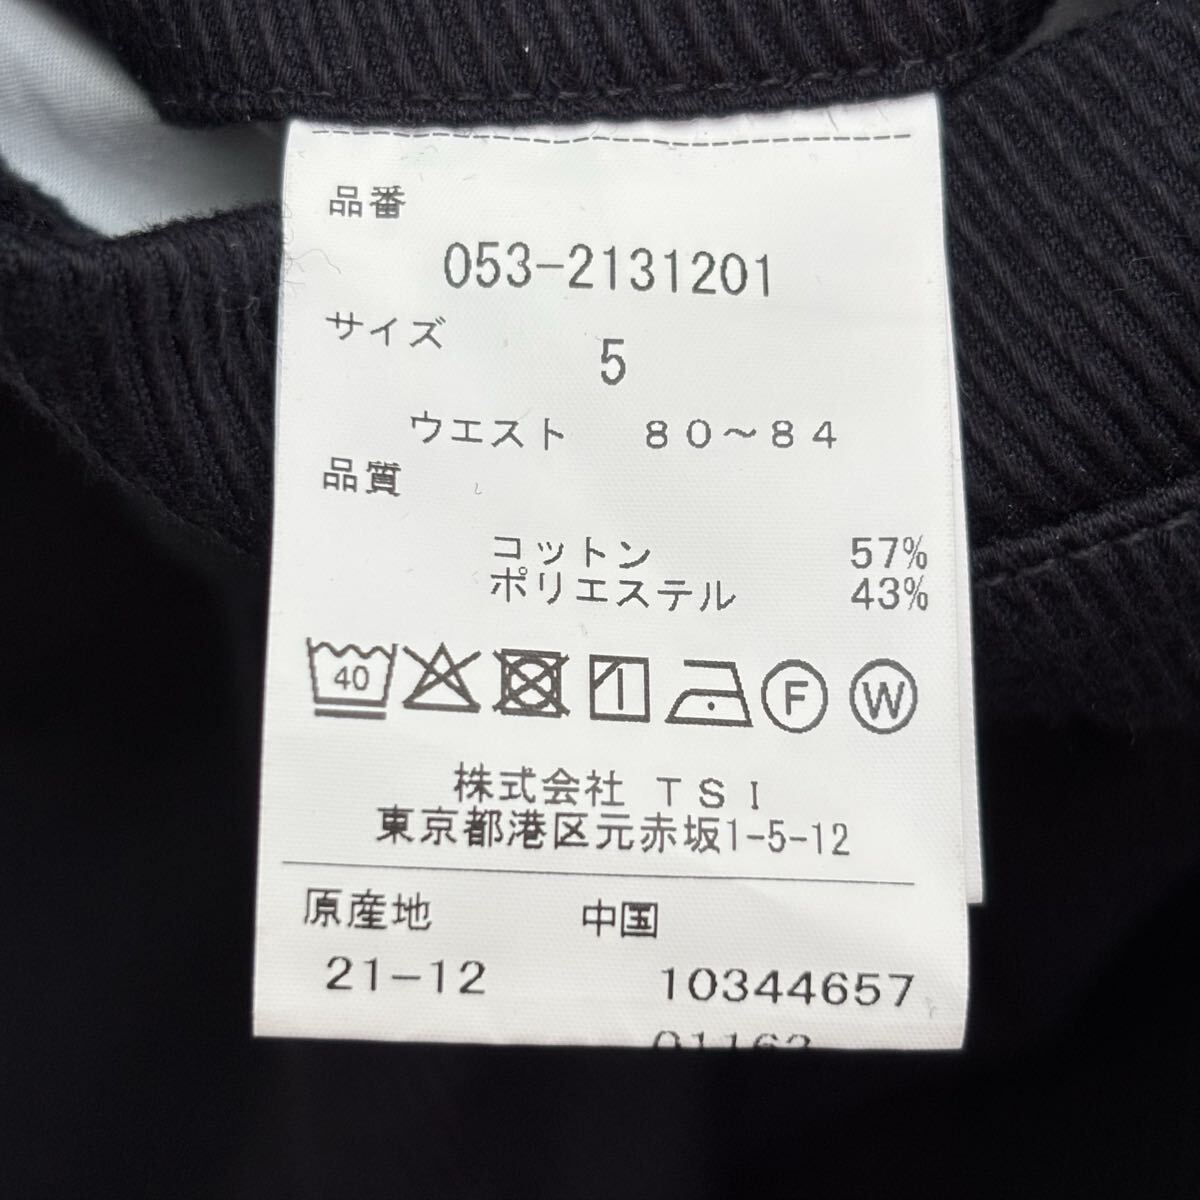 品番
053-2131201
サイズ
5
ウエスト 80～84
品質
コットン 57%
ポリエステル 43%
40 F W
株式会社 TSI
東京都港区元赤坂1-5-12
原産地 中国
21-12 10344657